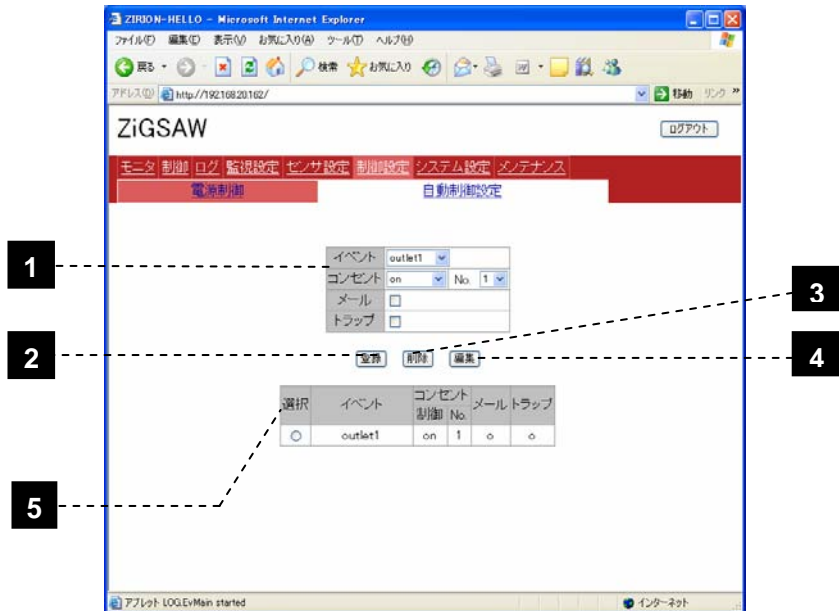 ZIRION-HELLO - Microsoft Internet Explorer
ファイル(F) 編集(E) 表示(V) お気に入り(A) ツール(T) ヘルプ(H)
戻る 検索 お気に入り
アドレス(D) http://192.168.20.162/ 移動 リンク »
ZiGSAW ログアウト
モニタ 制御 ログ 監視設定 センサ設定 制御設定 システム設定 メンテナンス
電源制御 自動制御設定
1
イベント outlet1
コンセント on No. 1
メール
トラップ
3
2
登録 削除 編集
4
選択 イベント コンセント メール トラップ
制御 No.
outlet1 on 1 o o
5
アプレット LOG.EvMain started インターネット